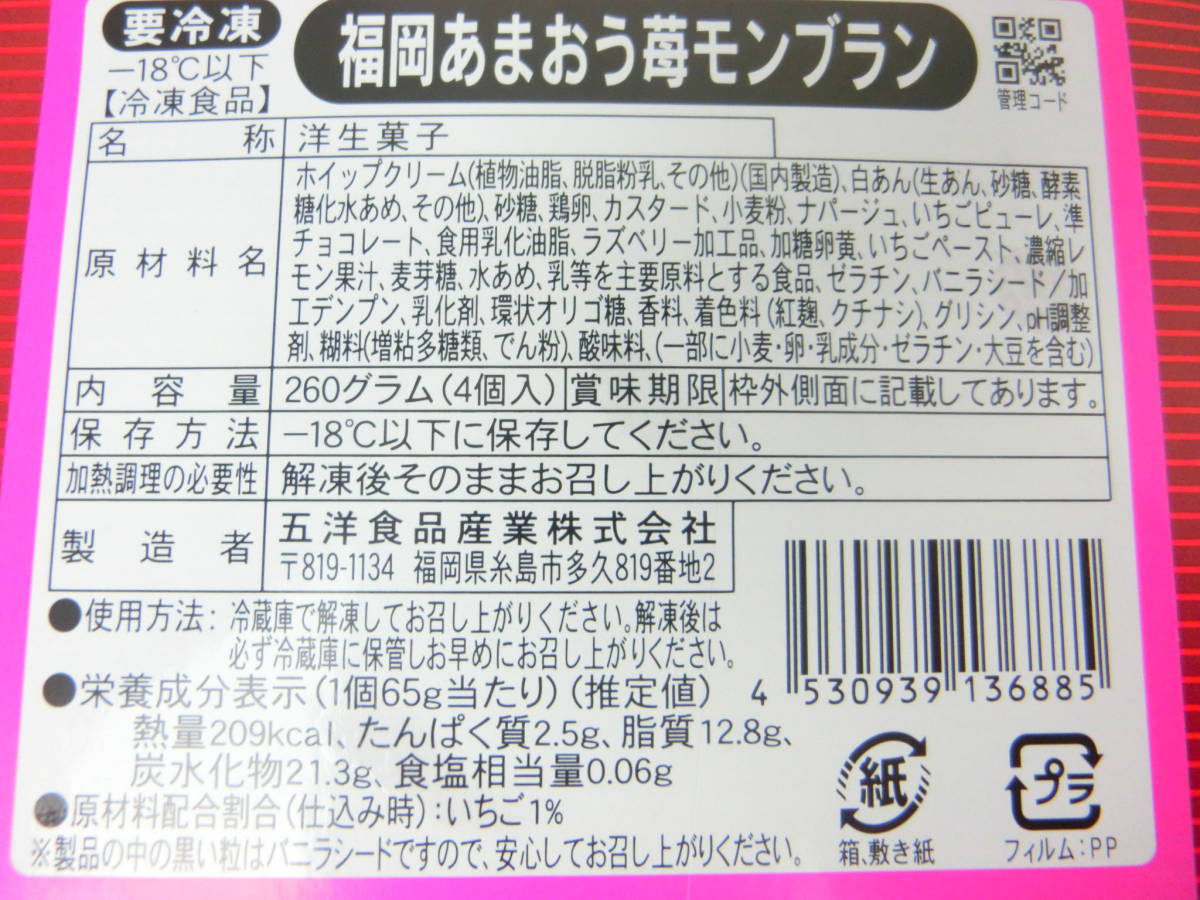 要冷凍
福岡あまおう苺モンブラン
−18℃以下
【冷凍食品】
管理コード
名称 洋生菓子
原材料名
ホイップクリーム(植物油脂、脱脂粉乳、その他)(国内製造)、白あん(生あん、砂糖、酵素
糖化水あめ、その他)、砂糖、鶏卵、カスタード、小麦粉、ナパージュ、いちごピューレ、準
チョコレート、食用乳化油脂、ラズベリー加工品、加糖卵黄、いちごペースト、濃縮レ
モン果汁、麦芽糖、水あめ、乳等を主要原料とする食品、ゼラチン、バニラシード/加
工デンプン、乳化剤、環状オリゴ糖、香料、着色料(紅麹、クチナシ)、グリシン、pH調整
剤、糊料(増粘多糖類、でん粉)、酸味料、(一部に小麦・卵・乳成分・ゼラチン・大豆を含む)
内容量 260グラム(4個入) 賞味期限 枠外側面に記載してあります。
保存方法 −18℃以下に保存してください。
加熱調理の必要性 解凍後そのままお召し上がりください。
製造者 五洋食品産業株式会社
〒819-1134 福岡県糸島市多久819番地2
●使用方法:冷蔵庫で解凍してお召し上がりください。解凍後は
必ず冷蔵庫に保管しお早めにお召し上がりください。
●栄養成分表示(1個65g当たり)(推定値)
熱量209kcal、たんぱく質2.5g、脂質12.8g、
炭水化物21.3g、食塩相当量0.06g
●原材料配合割合(仕込み時):いちご1%
※製品の中の黒い粒はバニラシードですので、安心してお召し上がりください。
4 530939 136885
紙
箱、敷き紙
プラ
フィルム:PP